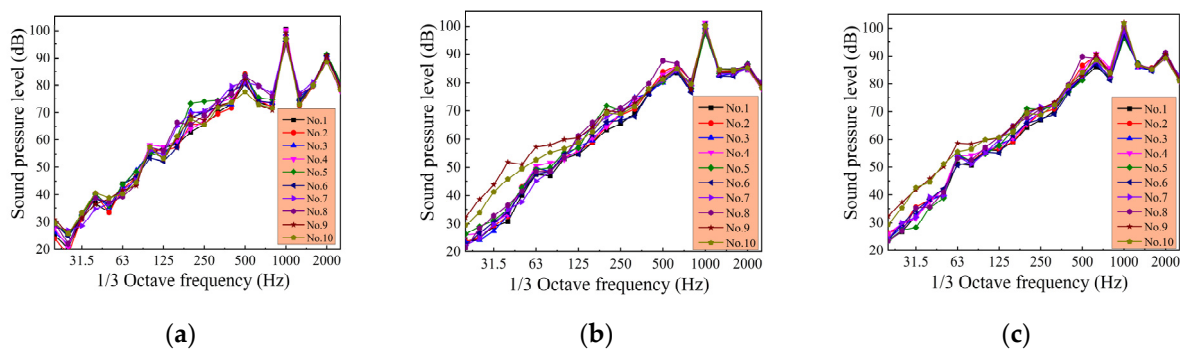 Sound pressure level (dB)
100
90
80
70
60
50
40
30
20
No.1
No.2
No.3
No.4
No.5
No.6
No.7
No.8
No.9
No.10
31.5 63 125 250 500 1000 2000
1/3 Octave frequency (Hz)
(a)
Sound pressure level (dB)
100
90
80
70
60
50
40
30
20
No.1
No.2
No.3
No.4
No.5
No.6
No.7
No.8
No.9
No.10
31.5 63 125 250 500 1000 2000
1/3 Octave frequency (Hz)
(b)
Sound pressure level (dB)
100
90
80
70
60
50
40
30
20
No.1
No.2
No.3
No.4
No.5
No.6
No.7
No.8
No.9
No.10
31.5 63 125 250 500 1000 2000
1/3 Octave frequency (Hz)
(c)